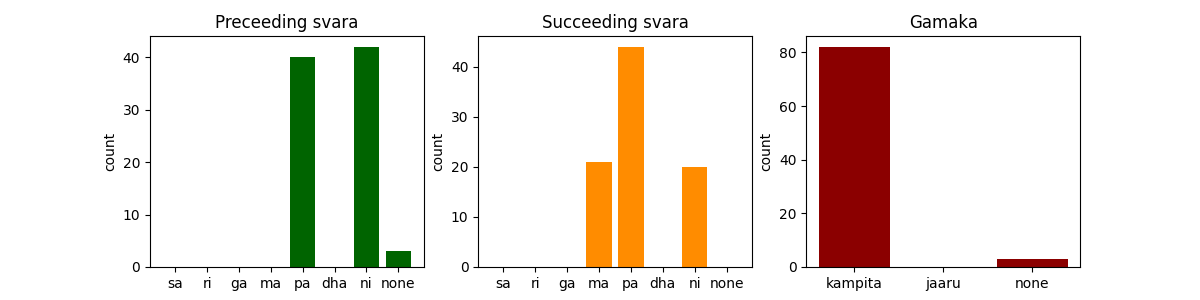 Preceeding svara
count
40
30
20
10
0
sa ri ga ma pa dha ni none
Succeeding svara
count
40
30
20
10
0
sa ri ga ma pa dha ni none
Gamaka
count
80
60
40
20
0
kampita jaaru none